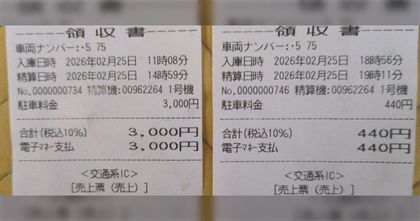 領収書
車両ナンバー:·5 75
入庫日時 2026年02月25日 11時08分
精算日時 2026年02月25日 14時59分
No.0000000734 精算機:00962264 1号機
駐車料金
3,000円
合計(税込10%) 3,000円
電子マネー支払 3,000円
<交通系IC>
[売上票(売上)]
領収書
車両ナンバー:·5 75
入庫日時 2026年02月25日 18時56分
精算日時 2026年02月25日 19時11分
No.0000000746 精算機:00962264 1号機
駐車料金
440円
合計(税込10%) 440円
電子マネー支払 440円
<交通系IC>
[売上票(売上)]